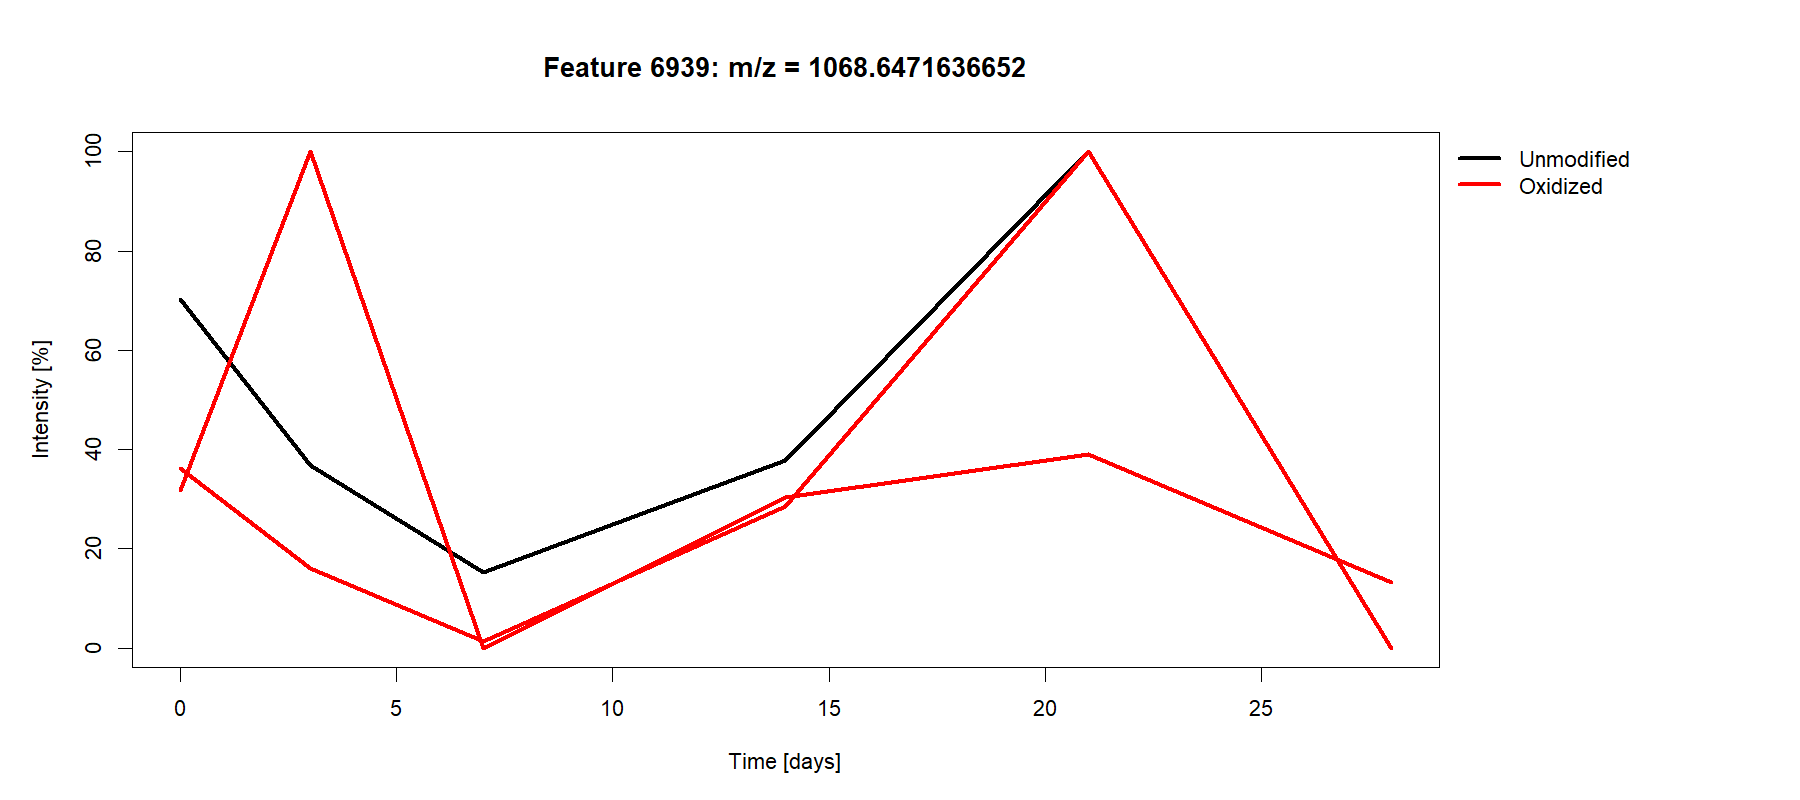 Feature 6939: m/z = 1068.6471636652
Unmodified
Oxidized
Intensity [%]
100
80
60
40
20
0
0 5 10 15 20 25
Time [days]